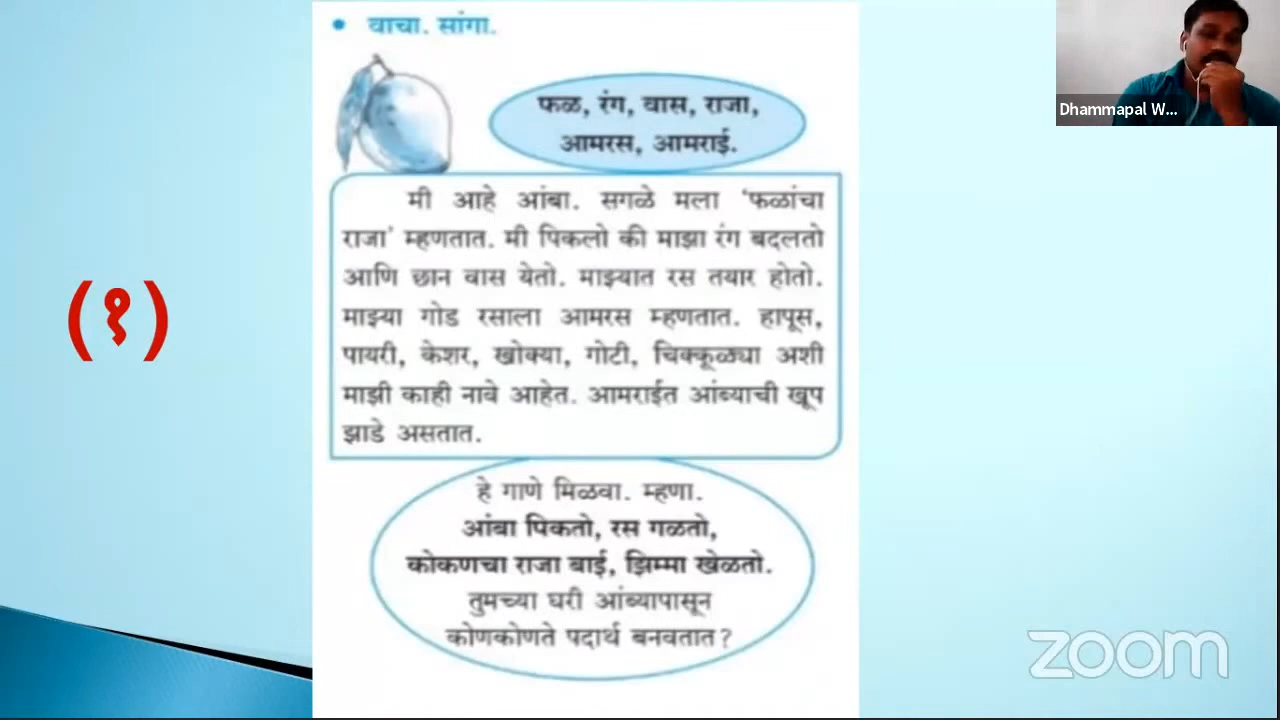 • वाचा. सांगा.
फळ, रंग, वास, राजा,
आमरस, आमराई.
मी आहे आंबा. सगळे मला 'फळांचा
राजा' म्हणतात. मी पिकलो की माझा रंग बदलतो
आणि छान वास येतो. माझ्यात रस तयार होतो.
माझ्या गोड रसाला आमरस म्हणतात. हापूस,
पायरी, केशर, खोक्या, गोटी, चिक्कूळ्या अशी
माझी काही नावे आहेत. आमराईत आंब्याची खूप
झाडे असतात.
हे गाणे मिळवा. म्हणा.
आंबा पिकतो, रस गळतो,
कोकणचा राजा बाई, झिम्मा खेळतो.
तुमच्या घरी आंब्यापासून
कोणकोणते पदार्थ बनवतात?
(१)
Dhammapal W...
zoom